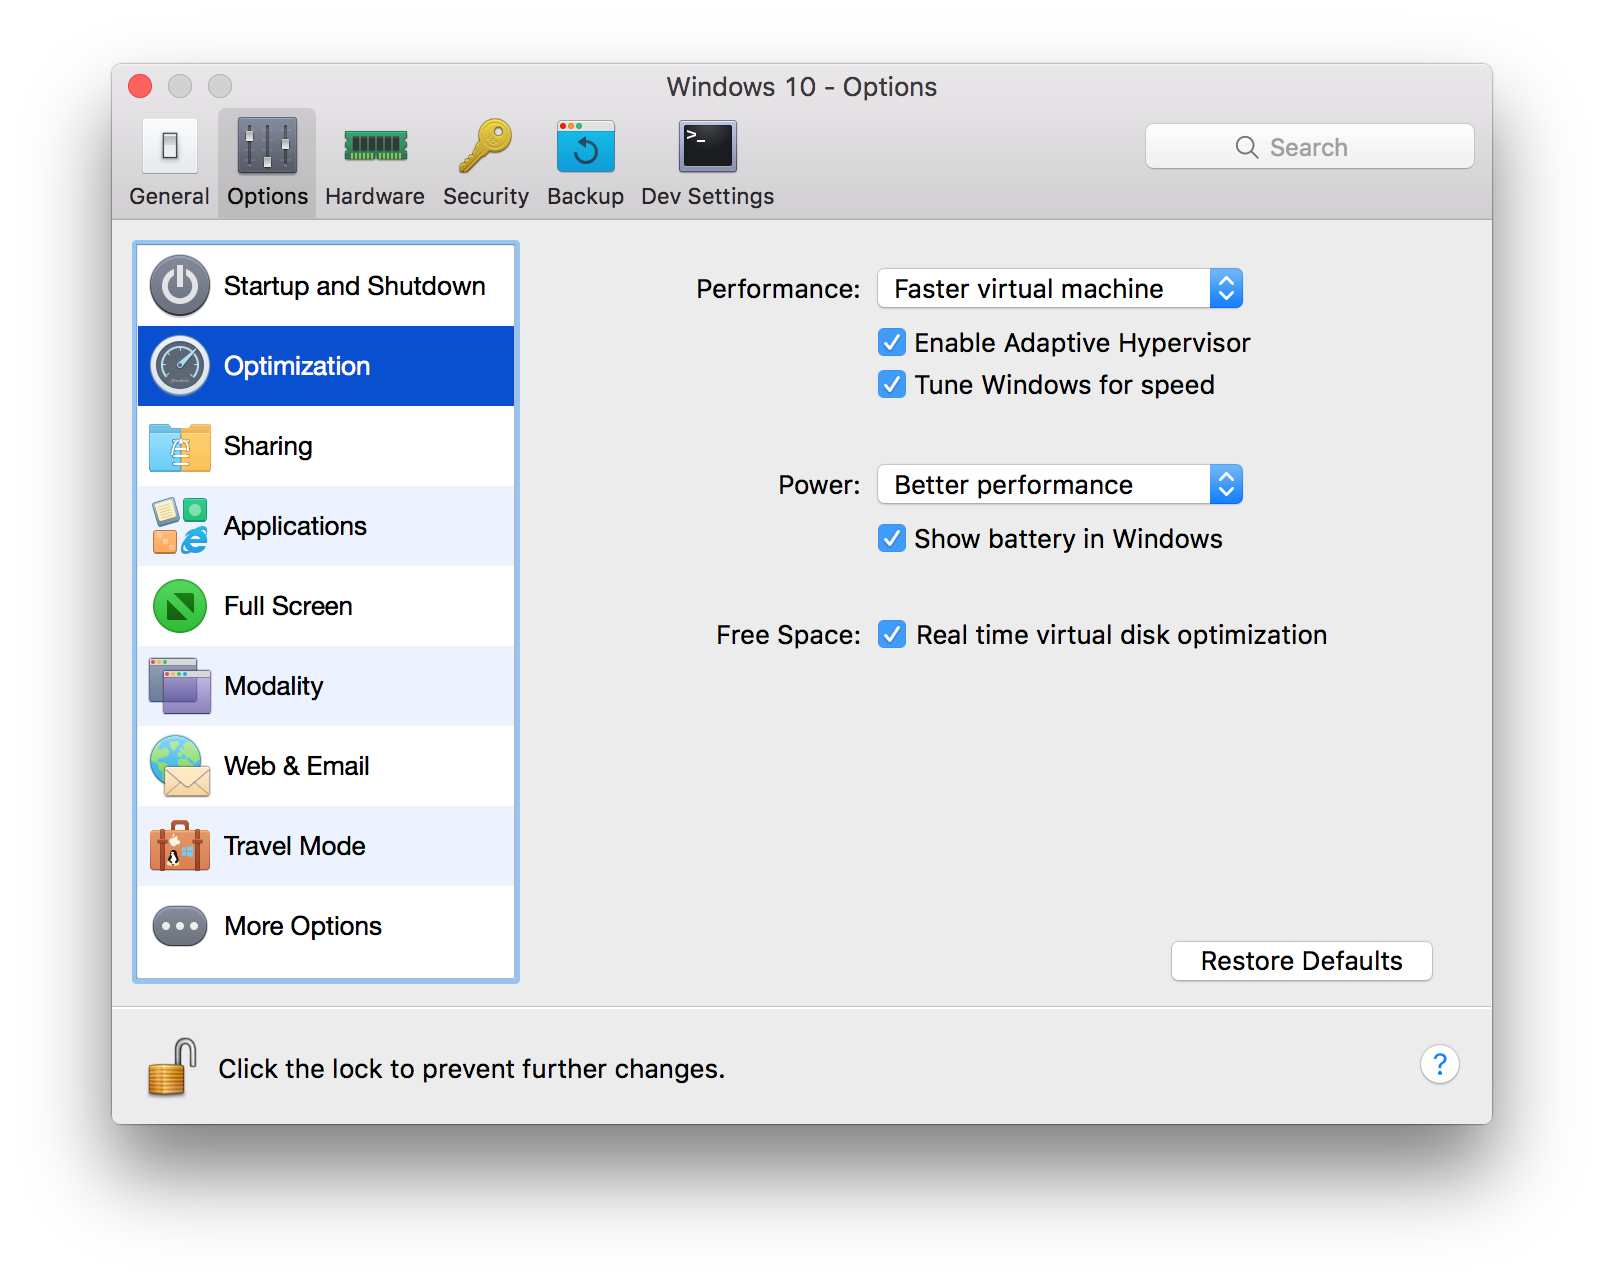 Windows 10 - Options
General
Options
Hardware
Security
Backup
Dev Settings
Search
Startup and Shutdown
Optimization
Sharing
Applications
Full Screen
Modality
Web & Email
Travel Mode
More Options
Performance: Faster virtual machine
Enable Adaptive Hypervisor
Tune Windows for speed
Power: Better performance
Show battery in Windows
Free Space: Real time virtual disk optimization
Restore Defaults
Click the lock to prevent further changes.
?